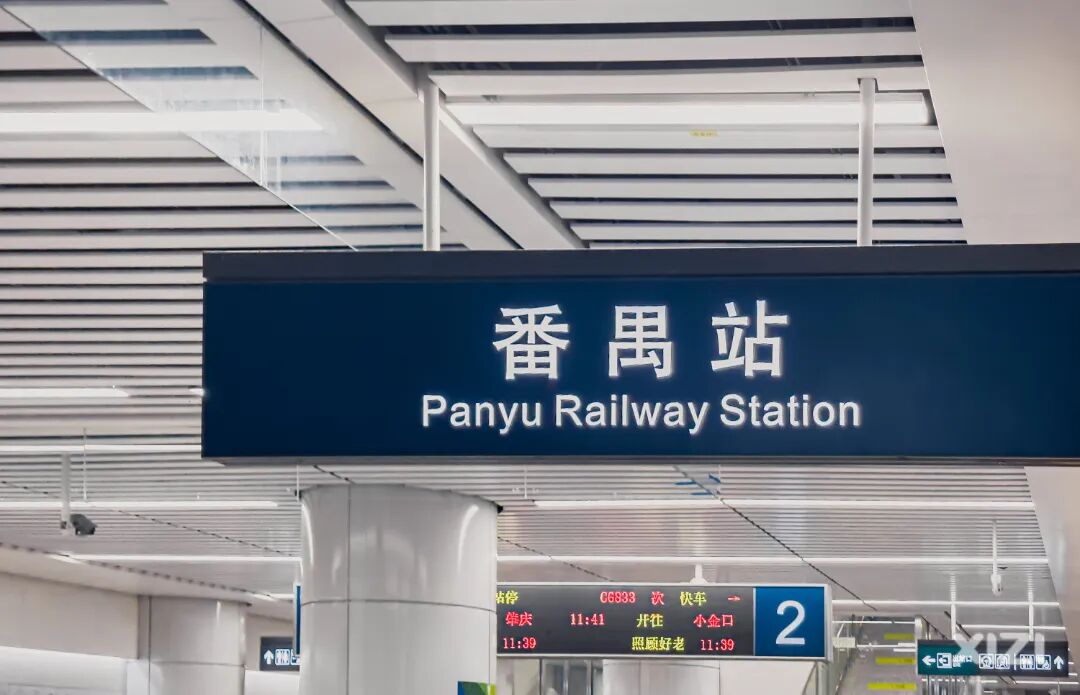 番禺站
Panyu Railway Station
站停 C6833 次 快车 →
肇庆 11:41 开往 小金口
11:39 照顾好老 11:39
2